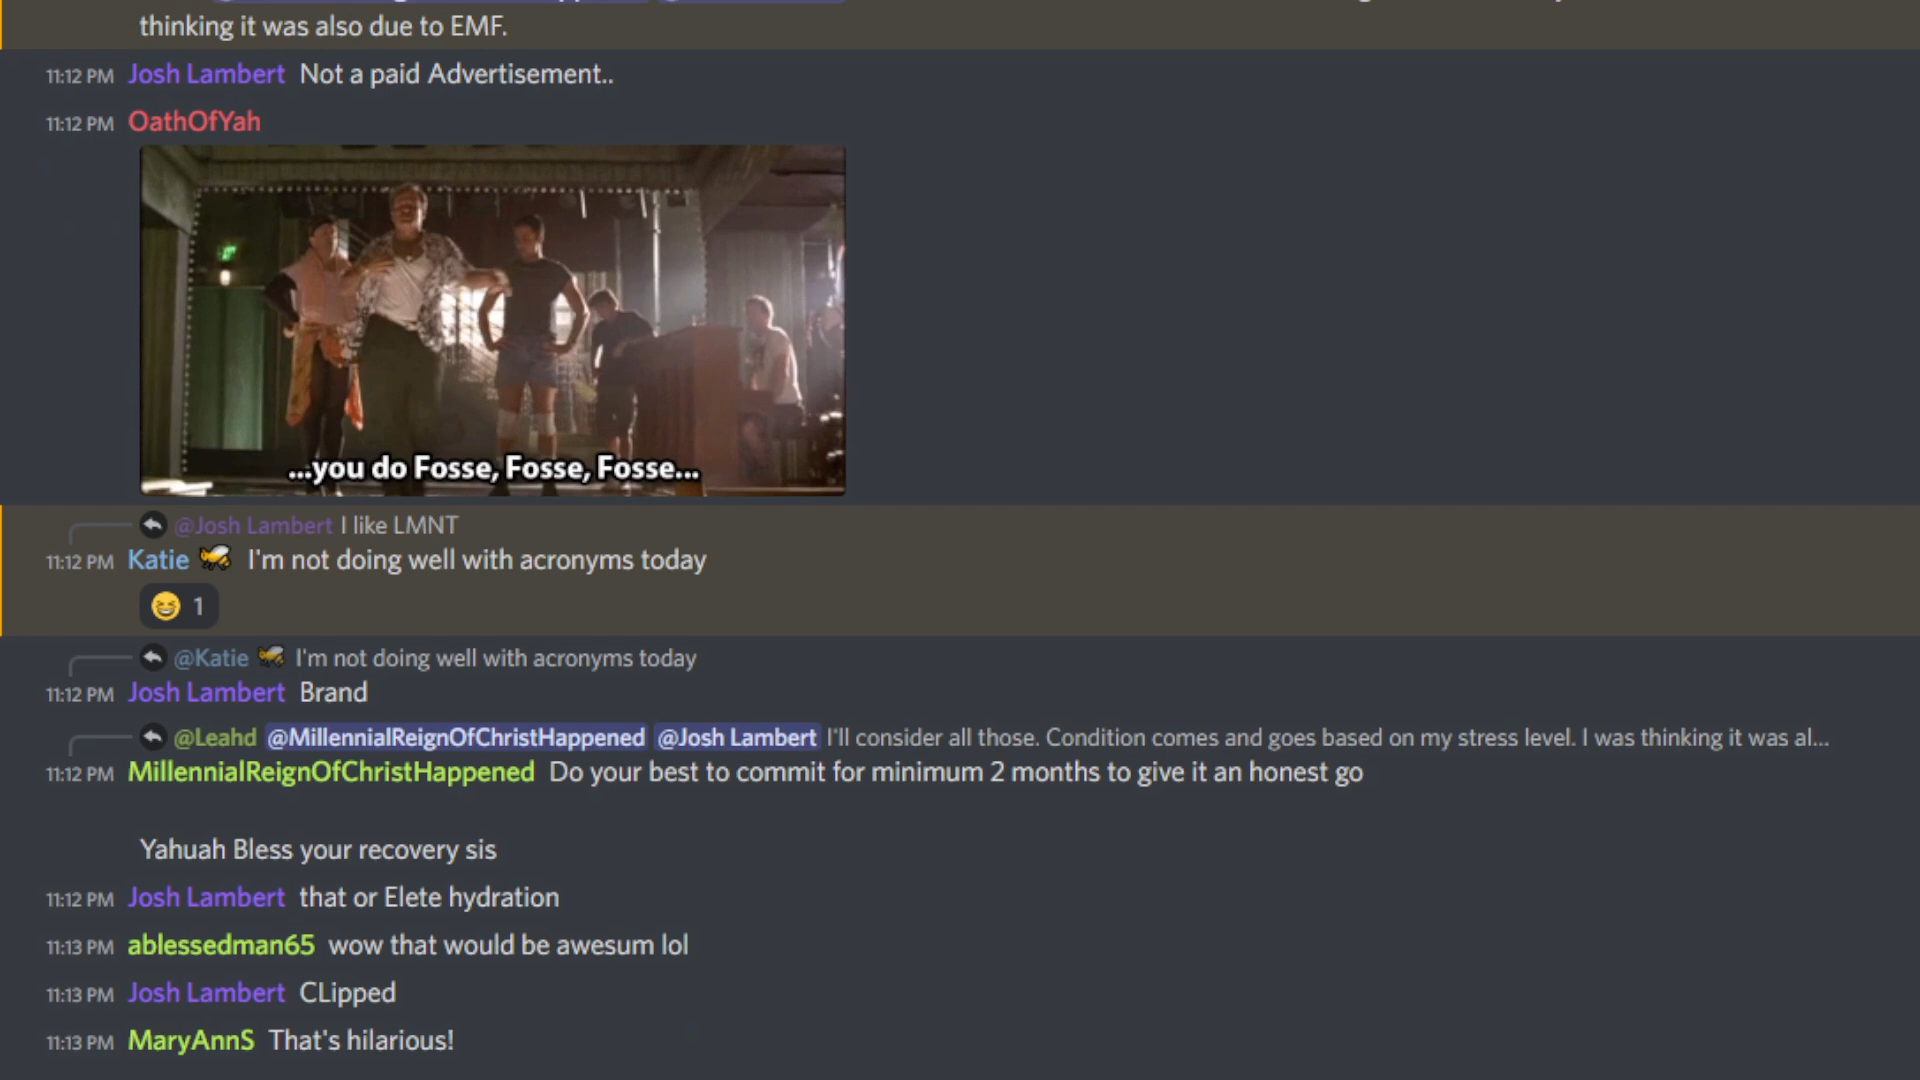 thinking it was also due to EMF.
11:12 PM Josh Lambert Not a paid Advertisement..
11:12 PM OathOfYah
...you do Fosse, Fosse, Fosse...
@Josh Lambert I like LMNT
11:12 PM Katie I'm not doing well with acronyms today
1
@Katie I'm not doing well with acronyms today
11:12 PM Josh Lambert Brand
@Leahd @MillennialReignOfChristHappened @Josh Lambert I'll consider all those. Condition comes and goes based on my stress level. I was thinking it was al...
11:12 PM MillennialReignOfChristHappened Do your best to commit for minimum 2 months to give it an honest go
Yahuah Bless your recovery sis
11:12 PM Josh Lambert that or Elete hydration
11:13 PM ablessedman65 wow that would be awesum lol
11:13 PM Josh Lambert CLipped
11:13 PM MaryAnnS That's hilarious!